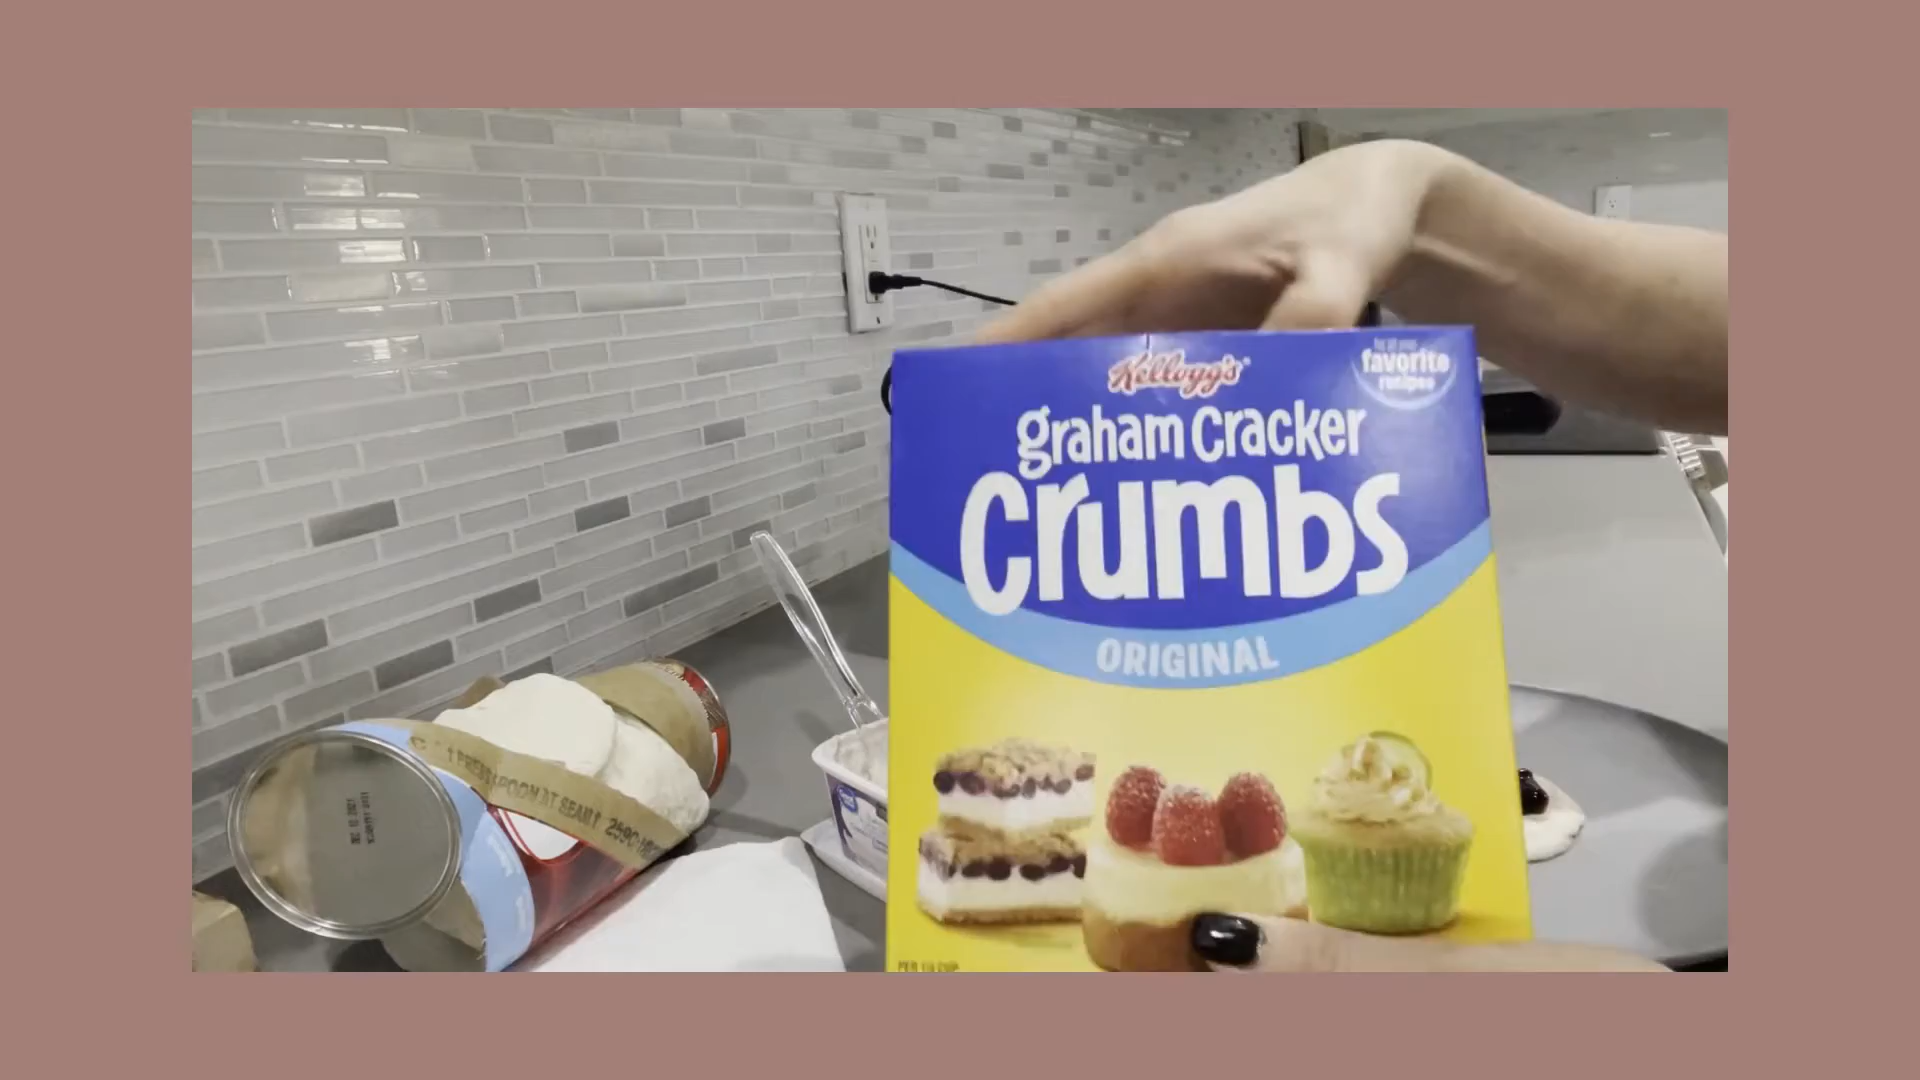 Kellogg's
favorite
recipes
graham Cracker
Crumbs
ORIGINAL
PRESS SPOON AT SEAM